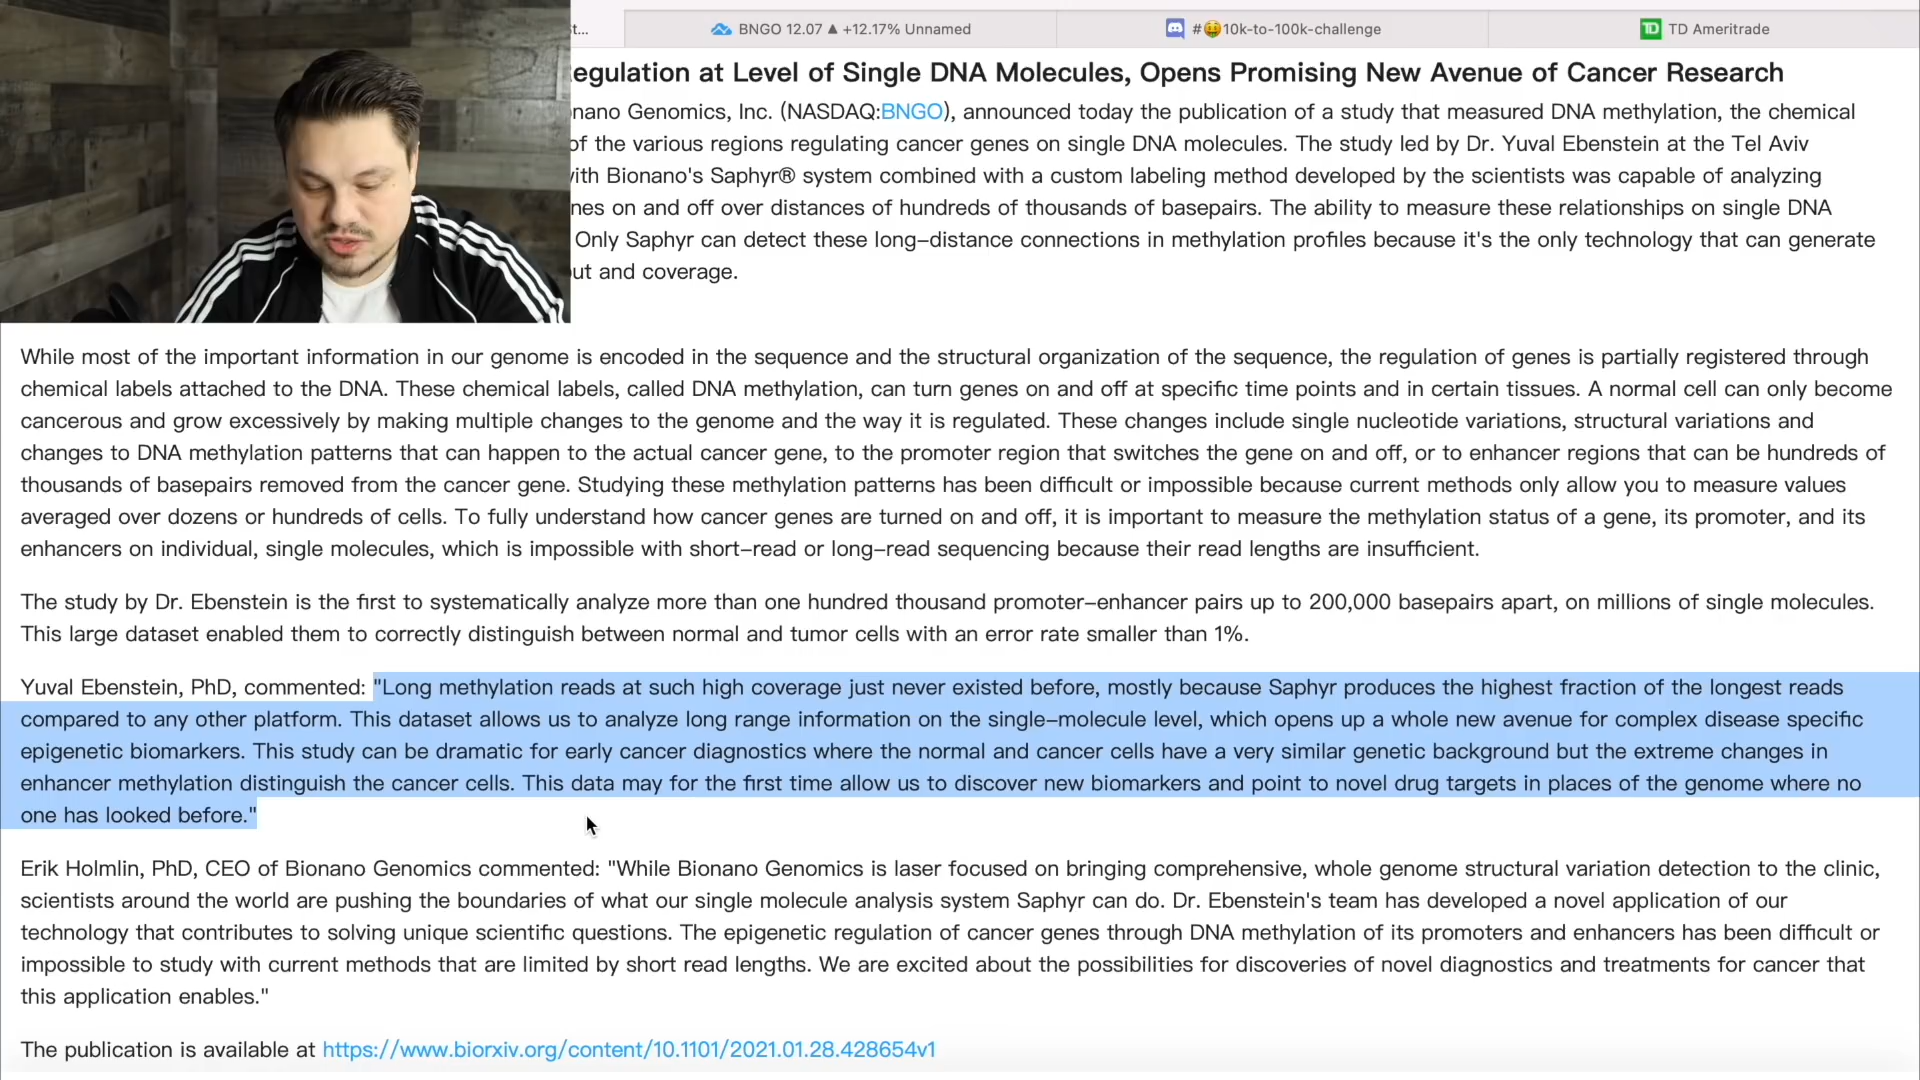 t...
BNGO 12.07 ▲ +12.17% Unnamed
#🤑10k-to-100k-challenge
TD Ameritrade
egulation at Level of Single DNA Molecules, Opens Promising New Avenue of Cancer Research
nano Genomics, Inc. (NASDAQ:BNGO), announced today the publication of a study that measured DNA methylation, the chemical
of the various regions regulating cancer genes on single DNA molecules. The study led by Dr. Yuval Ebenstein at the Tel Aviv
ith Bionano's Saphyr® system combined with a custom labeling method developed by the scientists was capable of analyzing
nes on and off over distances of hundreds of thousands of basepairs. The ability to measure these relationships on single DNA
Only Saphyr can detect these long-distance connections in methylation profiles because it's the only technology that can generate
ut and coverage.
While most of the important information in our genome is encoded in the sequence and the structural organization of the sequence, the regulation of genes is partially registered through
chemical labels attached to the DNA. These chemical labels, called DNA methylation, can turn genes on and off at specific time points and in certain tissues. A normal cell can only become
cancerous and grow excessively by making multiple changes to the genome and the way it is regulated. These changes include single nucleotide variations, structural variations and
changes to DNA methylation patterns that can happen to the actual cancer gene, to the promoter region that switches the gene on and off, or to enhancer regions that can be hundreds of
thousands of basepairs removed from the cancer gene. Studying these methylation patterns has been difficult or impossible because current methods only allow you to measure values
averaged over dozens or hundreds of cells. To fully understand how cancer genes are turned on and off, it is important to measure the methylation status of a gene, its promoter, and its
enhancers on individual, single molecules, which is impossible with short-read or long-read sequencing because their read lengths are insufficient.
The study by Dr. Ebenstein is the first to systematically analyze more than one hundred thousand promoter-enhancer pairs up to 200,000 basepairs apart, on millions of single molecules.
This large dataset enabled them to correctly distinguish between normal and tumor cells with an error rate smaller than 1%.
Yuval Ebenstein, PhD, commented: "Long methylation reads at such high coverage just never existed before, mostly because Saphyr produces the highest fraction of the longest reads
compared to any other platform. This dataset allows us to analyze long range information on the single-molecule level, which opens up a whole new avenue for complex disease specific
epigenetic biomarkers. This study can be dramatic for early cancer diagnostics where the normal and cancer cells have a very similar genetic background but the extreme changes in
enhancer methylation distinguish the cancer cells. This data may for the first time allow us to discover new biomarkers and point to novel drug targets in places of the genome where no
one has looked before."
Erik Holmlin, PhD, CEO of Bionano Genomics commented: "While Bionano Genomics is laser focused on bringing comprehensive, whole genome structural variation detection to the clinic,
scientists around the world are pushing the boundaries of what our single molecule analysis system Saphyr can do. Dr. Ebenstein's team has developed a novel application of our
technology that contributes to solving unique scientific questions. The epigenetic regulation of cancer genes through DNA methylation of its promoters and enhancers has been difficult or
impossible to study with current methods that are limited by short read lengths. We are excited about the possibilities for discoveries of novel diagnostics and treatments for cancer that
this application enables."
The publication is available at https://www.biorxiv.org/content/10.1101/2021.01.28.428654v1